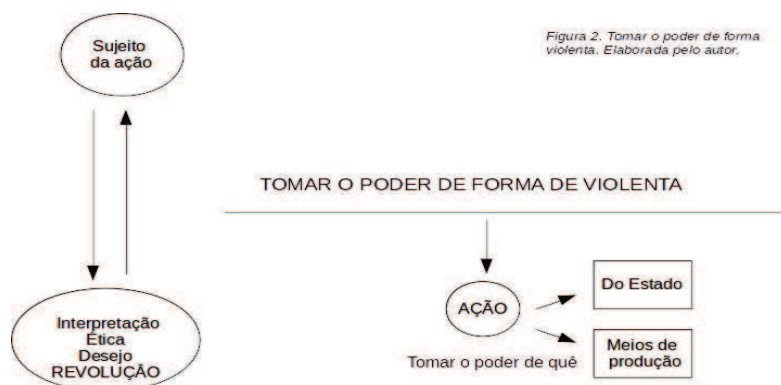 Sujeito
da ação
Figura 2. Tomar o poder de forma
violenta. Elaborada pelo autor.
TOMAR O PODER DE FORMA DE VIOLENTA
Interpretação
Ética
Desejo
REVOLUÇÂO
AÇÃO
Do Estado
Meios de
produção
Tomar o poder de quê